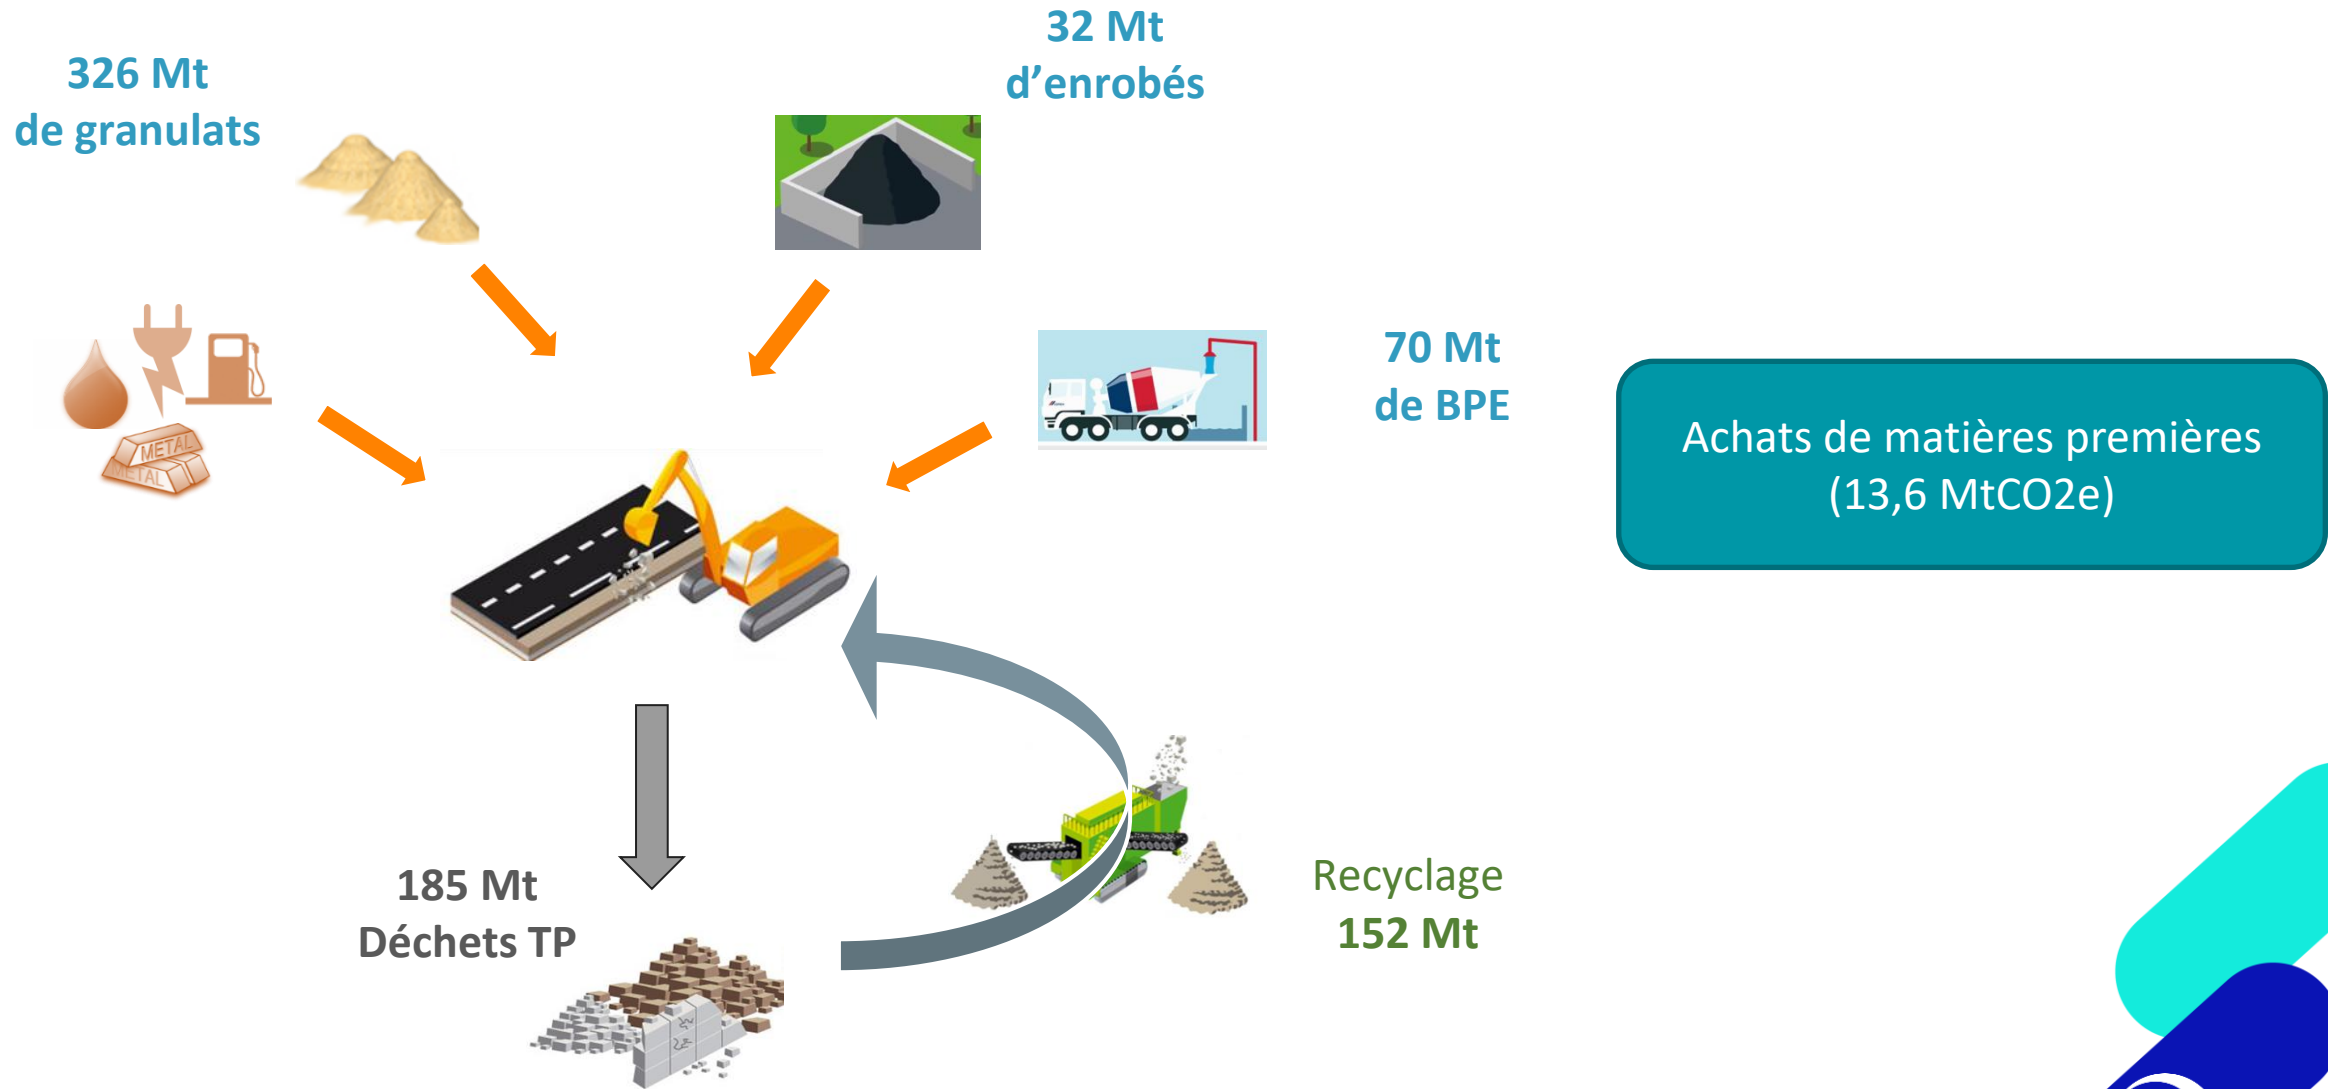 32 Mt
d’enrobés
326 Mt
de granulats
70 Mt
de BPE
METAL
METAL
Achats de matières premières
(13,6 MtCO2e)
185 Mt
Déchets TP
Recyclage
152 Mt